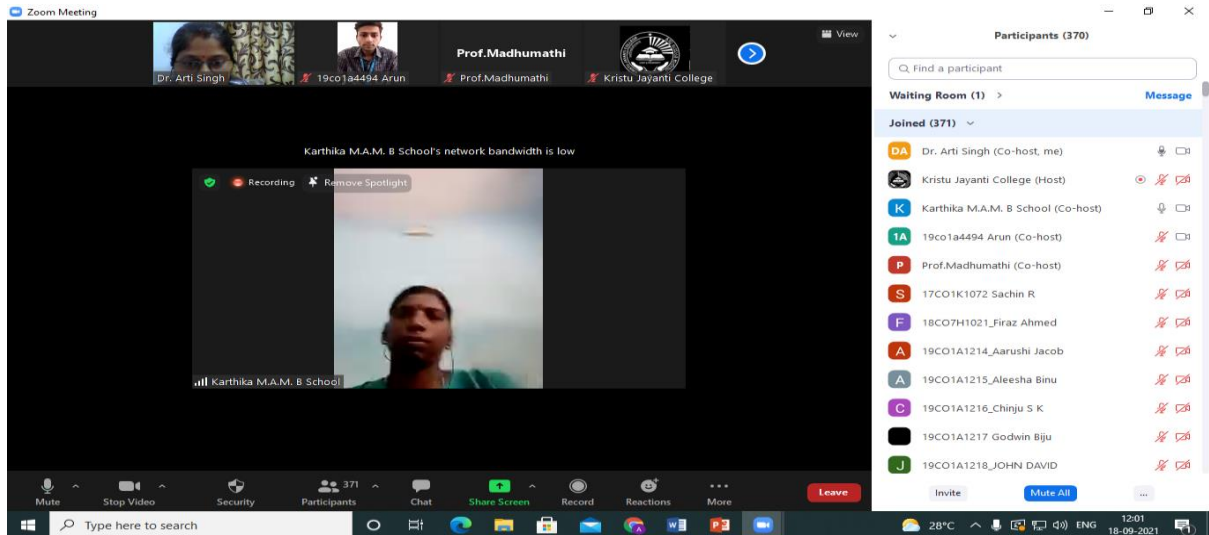 Zoom Meeting
View
Dr. Arti Singh
19co1a4494 Arun
Prof.Madhumathi
Prof.Madhumathi
Kristu Jayanti College
Karthika M.A.M. B School's network bandwidth is low
Recording
Remove Spotlight
Karthika M.A.M. B School
Participants (370)
Find a participant
Waiting Room (1) >
Message
Joined (371)
DA Dr. Arti Singh (Co-host, me)
Kristu Jayanti College (Host)
K Karthika M.A.M. B School (Co-host)
1A 19co1a4494 Arun (Co-host)
P Prof.Madhumathi (Co-host)
S 17CO1K1072 Sachin R
F 18CO7H1021_Firaz Ahmed
A 19CO1A1214_Aarushi Jacob
A 19CO1A1215_Aleesha Binu
C 19CO1A1216_Chinju S K
19CO1A1217 Godwin Biju
J 19CO1A1218_JOHN DAVID
Invite
Mute All
...
Mute
Stop Video
Security
Participants
371
Chat
Share Screen
Record
Reactions
More
Leave
Type here to search
28°C
ENG
12:01
18-09-2021